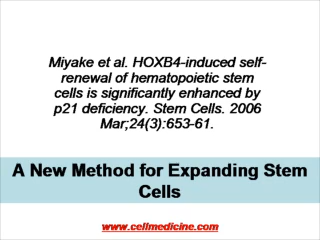 Miyake et al. HOXB4-induced self-
renewal of hematopoietic stem
cells is significantly enhanced by
p21 deficiency. Stem Cells. 2006
Mar;24(3):653-61.
A New Method for Expanding Stem
Cells
www.cellmedicine.com